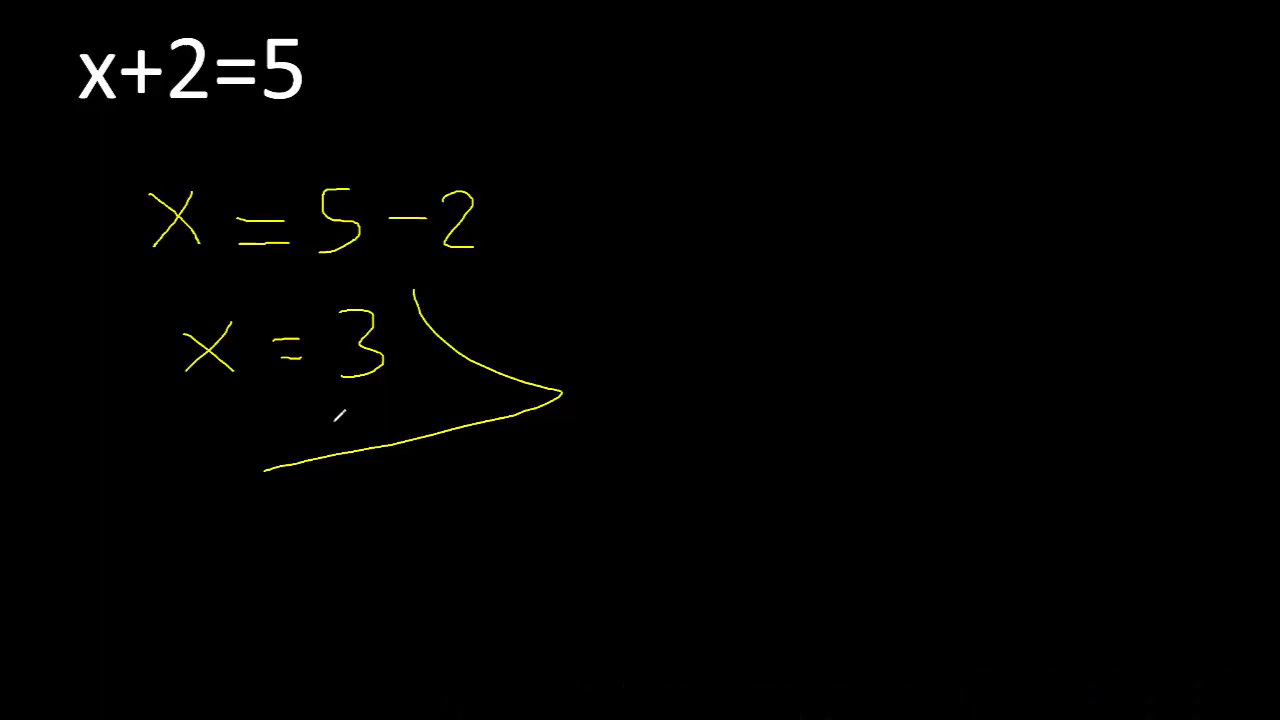 x+2=5
x = 5 - 2
x = 3